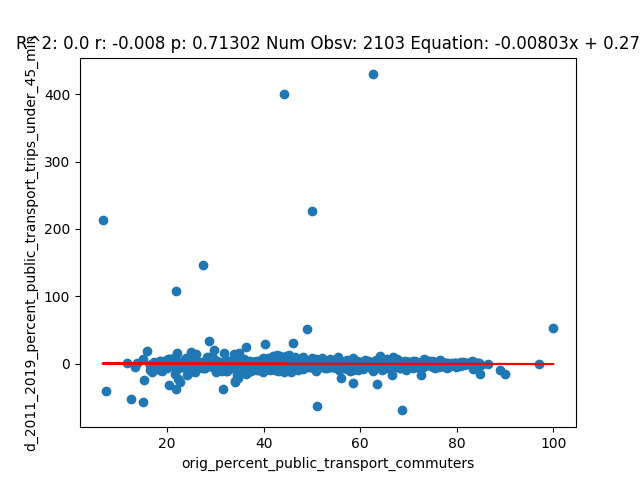 R^2: 0.0 r: -0.008 p: 0.71302 Num Obsv: 2103 Equation: -0.00803x + 0.27
d_2011_2019_percent_public_transport_trips_under_45_min
400
300
200
100
0
20 40 60 80 100
orig_percent_public_transport_commuters